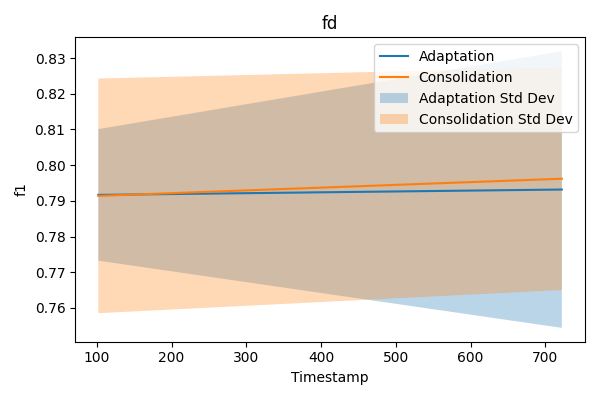 fd
f1
0.83
0.82
0.81
0.80
0.79
0.78
0.77
0.76
Adaptation
Consolidation
Adaptation Std Dev
Consolidation Std Dev
100 200 300 400 500 600 700
Timestamp